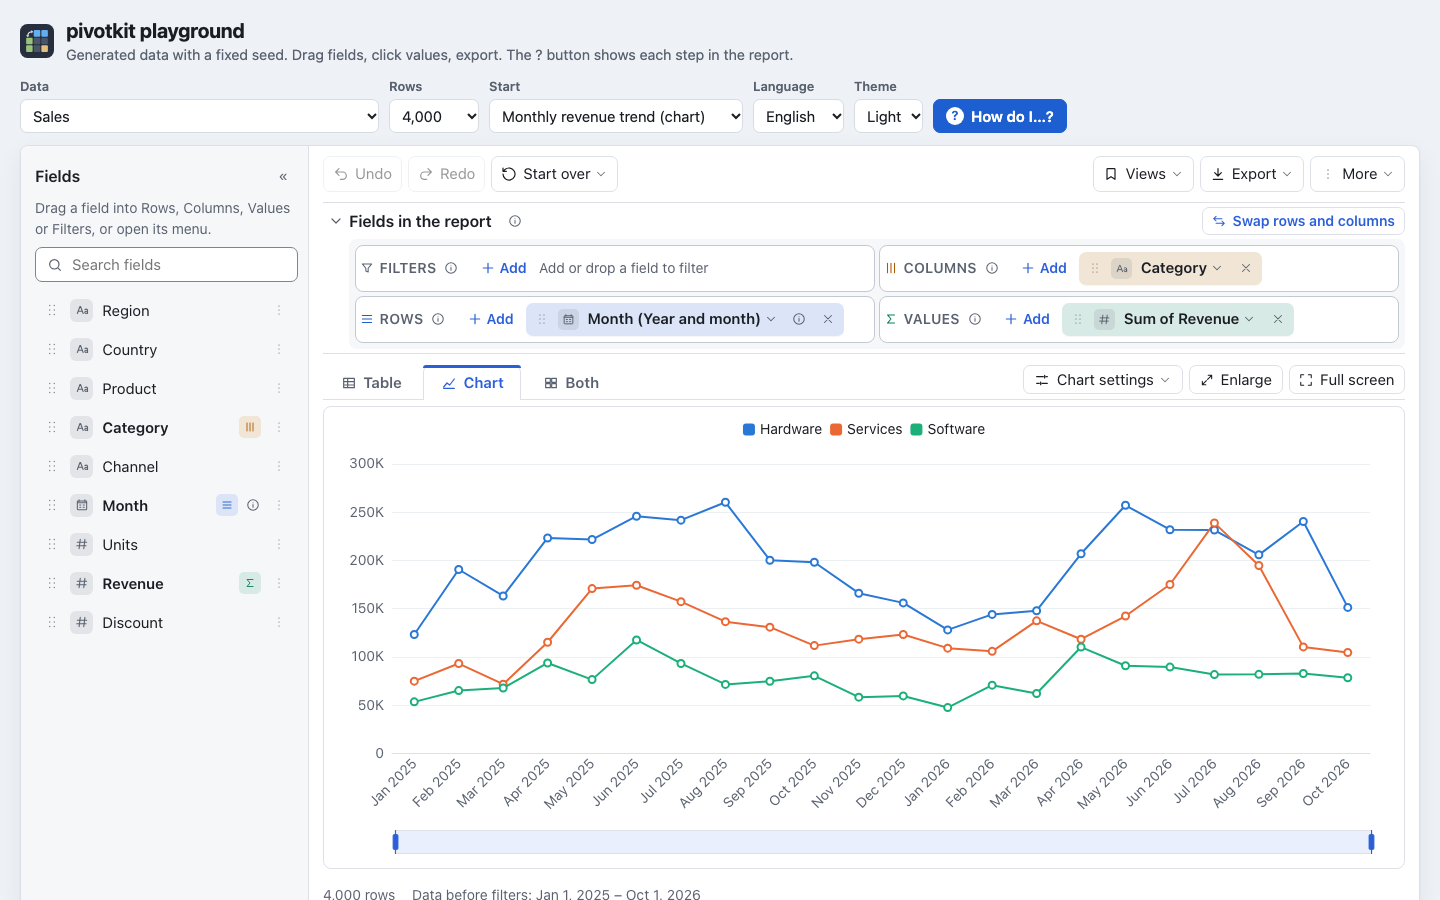 pivotkit playground
Generated data with a fixed seed. Drag fields, click values, export. The ? button shows each step in the report.
Data
Rows
Start
Language
Theme
Sales
4,000
Monthly revenue trend (chart)
English
Light
? How do I...?
Fields
«
Drag a field into Rows, Columns, Values
or Filters, or open its menu.
Search fields
Aa Region
Aa Country
Aa Product
Aa Category
Aa Channel
Month
# Units
# Revenue Σ
# Discount
Undo
Redo
Start over
Views
Export
More
Fields in the report
Swap rows and columns
FILTERS
+ Add
Add or drop a field to filter
COLUMNS
+ Add
Aa Category
ROWS
+ Add
Month (Year and month)
Σ VALUES
+ Add
# Sum of Revenue
Table
Chart
Both
Chart settings
Enlarge
Full screen
Hardware
Services
Software
300K
250K
200K
150K
100K
50K
0
Jan 2025
Feb 2025
Mar 2025
Apr 2025
May 2025
Jun 2025
Jul 2025
Aug 2025
Sep 2025
Oct 2025
Nov 2025
Dec 2025
Jan 2026
Feb 2026
Mar 2026
Apr 2026
May 2026
Jun 2026
Jul 2026
Aug 2026
Sep 2026
Oct 2026
4,000 rows
Data before filters: Jan 1, 2025 – Oct 1, 2026